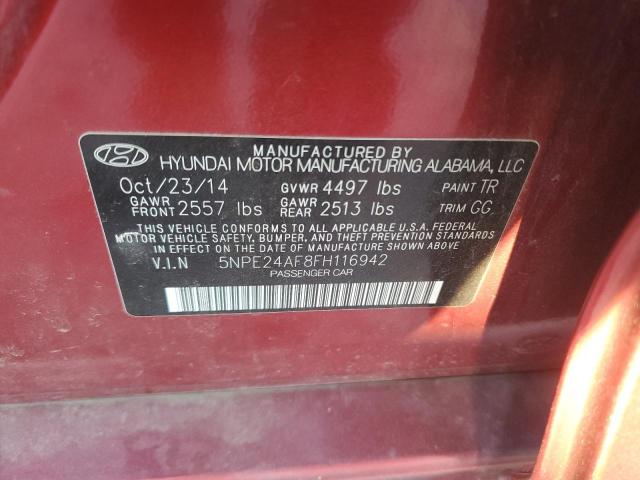 MANUFACTURED BY
HYUNDAI MOTOR MANUFACTURING ALABAMA, LLC
Oct/23/14 GVWR 4497 lbs PAINT TR
GAWR FRONT 2557 lbs GAWR REAR 2513 lbs TRIM GG
THIS VEHICLE CONFORMS TO ALL APPLICABLE U.S.A. FEDERAL
MOTOR VEHICLE SAFETY, BUMPER, AND THEFT PREVENTION STANDARDS
IN EFFECT ON THE DATE OF MANUFACTURE SHOWN ABOVE.
V.I.N 5NPE24AF8FH116942
PASSENGER CAR